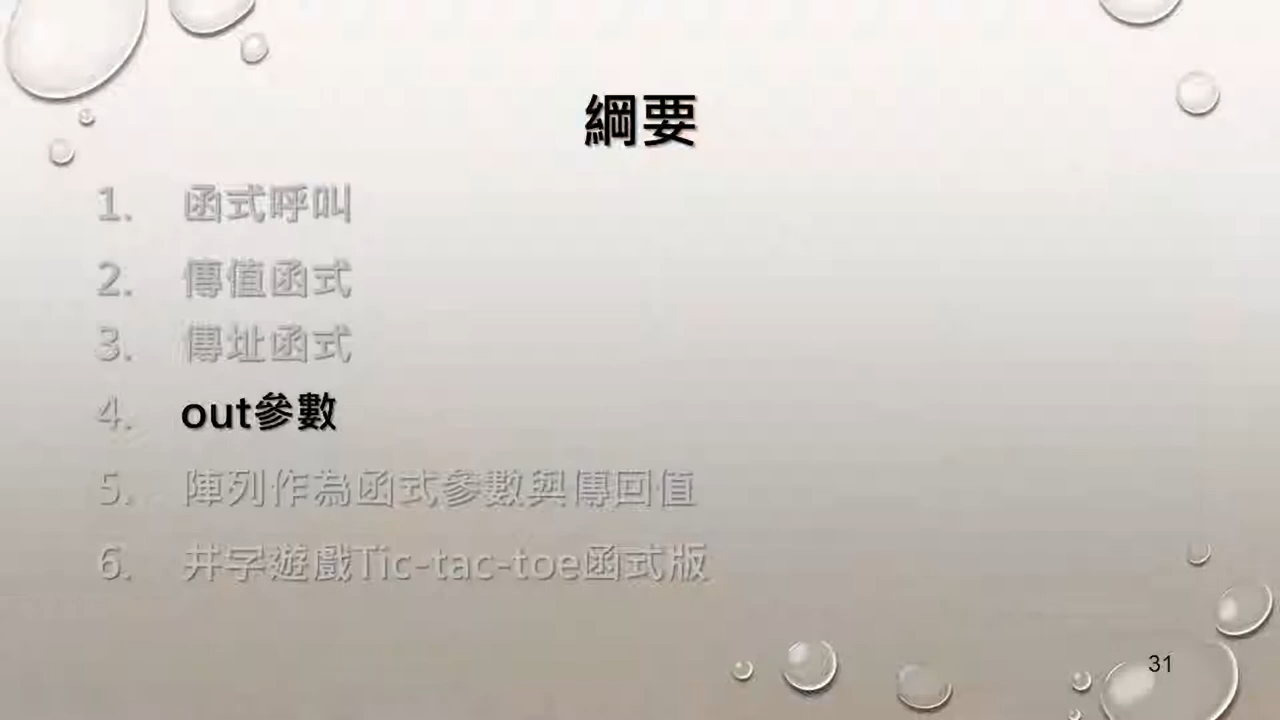 綱要
1. 函式呼叫
2. 傳值函式
3. 傳址函式
4. out參數
5. 陣列作為函式參數與傳回值
6. 井字遊戲Tic-tac-toe函式版
31